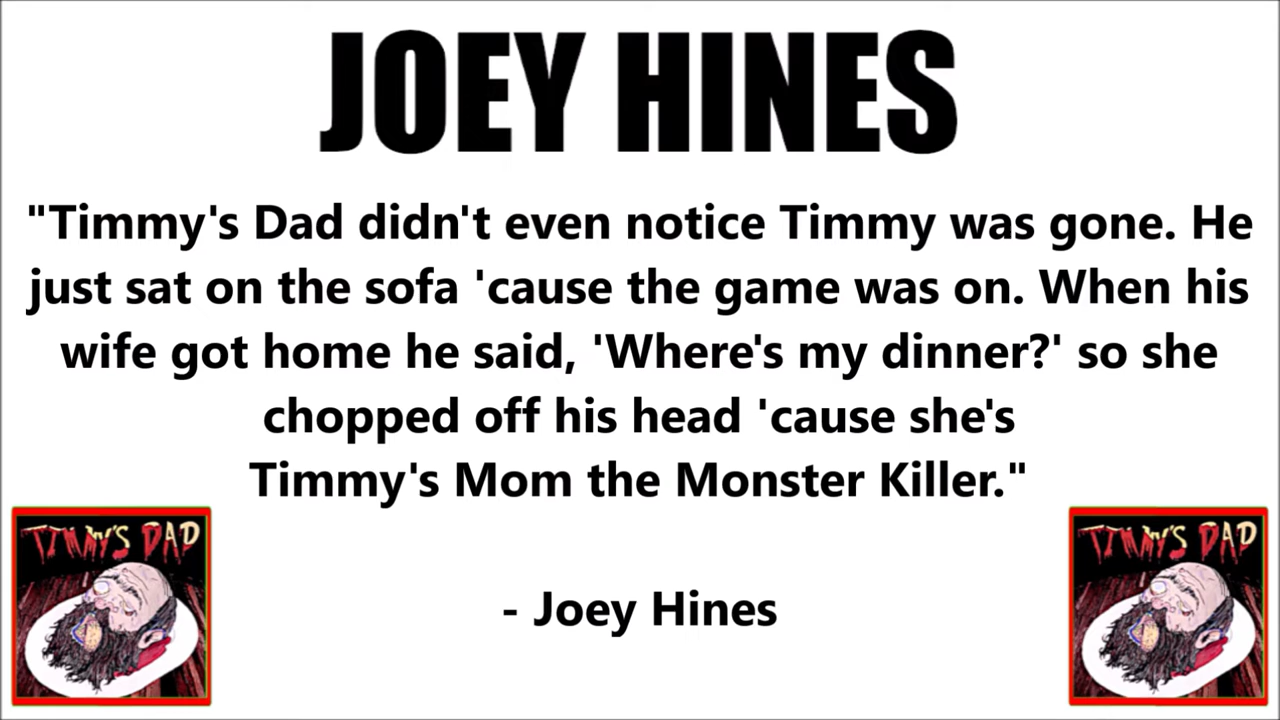 JOEY HINES
"Timmy's Dad didn't even notice Timmy was gone. He
just sat on the sofa 'cause the game was on. When his
wife got home he said, 'Where's my dinner?' so she
chopped off his head 'cause she's
Timmy's Mom the Monster Killer."
- Joey Hines
TIMMY'S DAD
TIMMY'S DAD